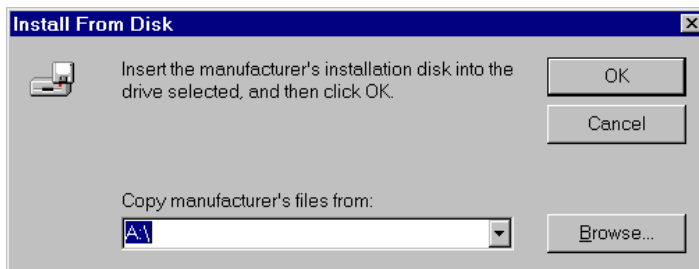 Install From Disk
Insert the manufacturer's installation disk into the
drive selected, and then click OK.
OK
Cancel
Copy manufacturer's files from:
A:\
Browse...